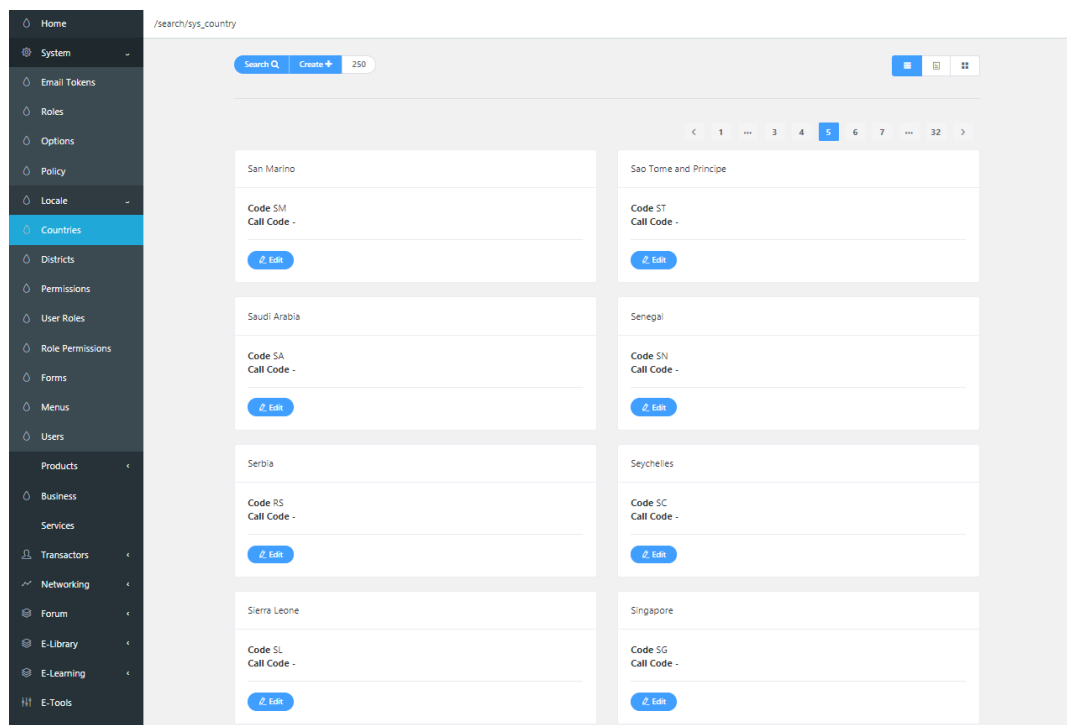 Home
/search/sys_country
System
Email Tokens
Roles
Options
Policy
Locale
Countries
Districts
Permissions
User Roles
Role Permissions
Forms
Menus
Users
Products
Business
Services
Transactors
Networking
Forum
E-Library
E-Learning
E-Tools
Search Create 250
1 ... 3 4 5 6 7 ... 32
San Marino
Code SM
Call Code -
Edit
Sao Tome and Principe
Code ST
Call Code -
Edit
Saudi Arabia
Code SA
Call Code -
Edit
Senegal
Code SN
Call Code -
Edit
Serbia
Code RS
Call Code -
Edit
Seychelles
Code SC
Call Code -
Edit
Sierra Leone
Code SL
Call Code -
Edit
Singapore
Code SG
Call Code -
Edit